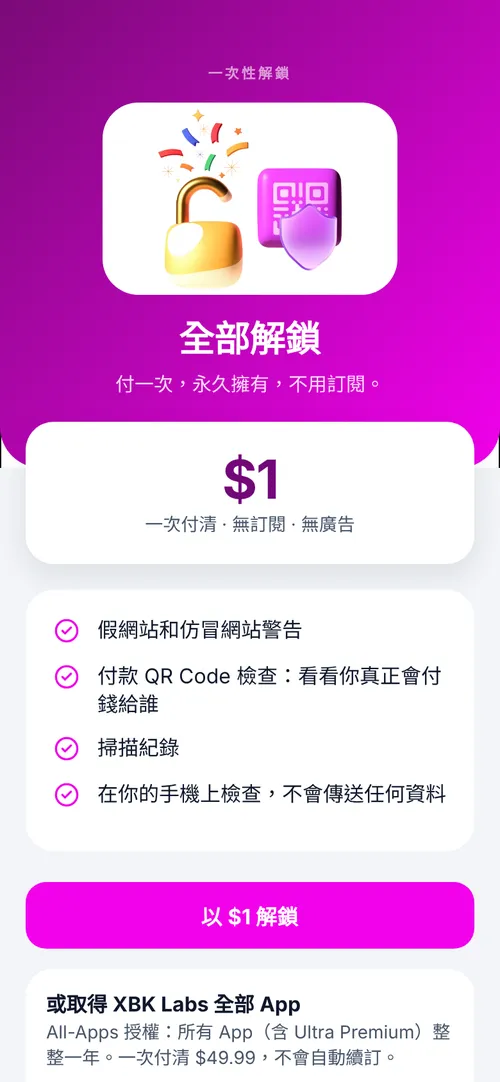 一次性解鎖
全部解鎖
付一次，永久擁有，不用訂閱。
$1
一次付清 · 無訂閱 · 無廣告
假網站和仿冒網站警告
付款 QR Code 檢查：看看你真正會付
錢給誰
掃描紀錄
在你的手機上檢查，不會傳送任何資料
以 $1 解鎖
或取得 XBK Labs 全部 App
All-Apps 授權：所有 App（含 Ultra Premium）整
整一年。一次付清 $49.99，不會自動續訂。